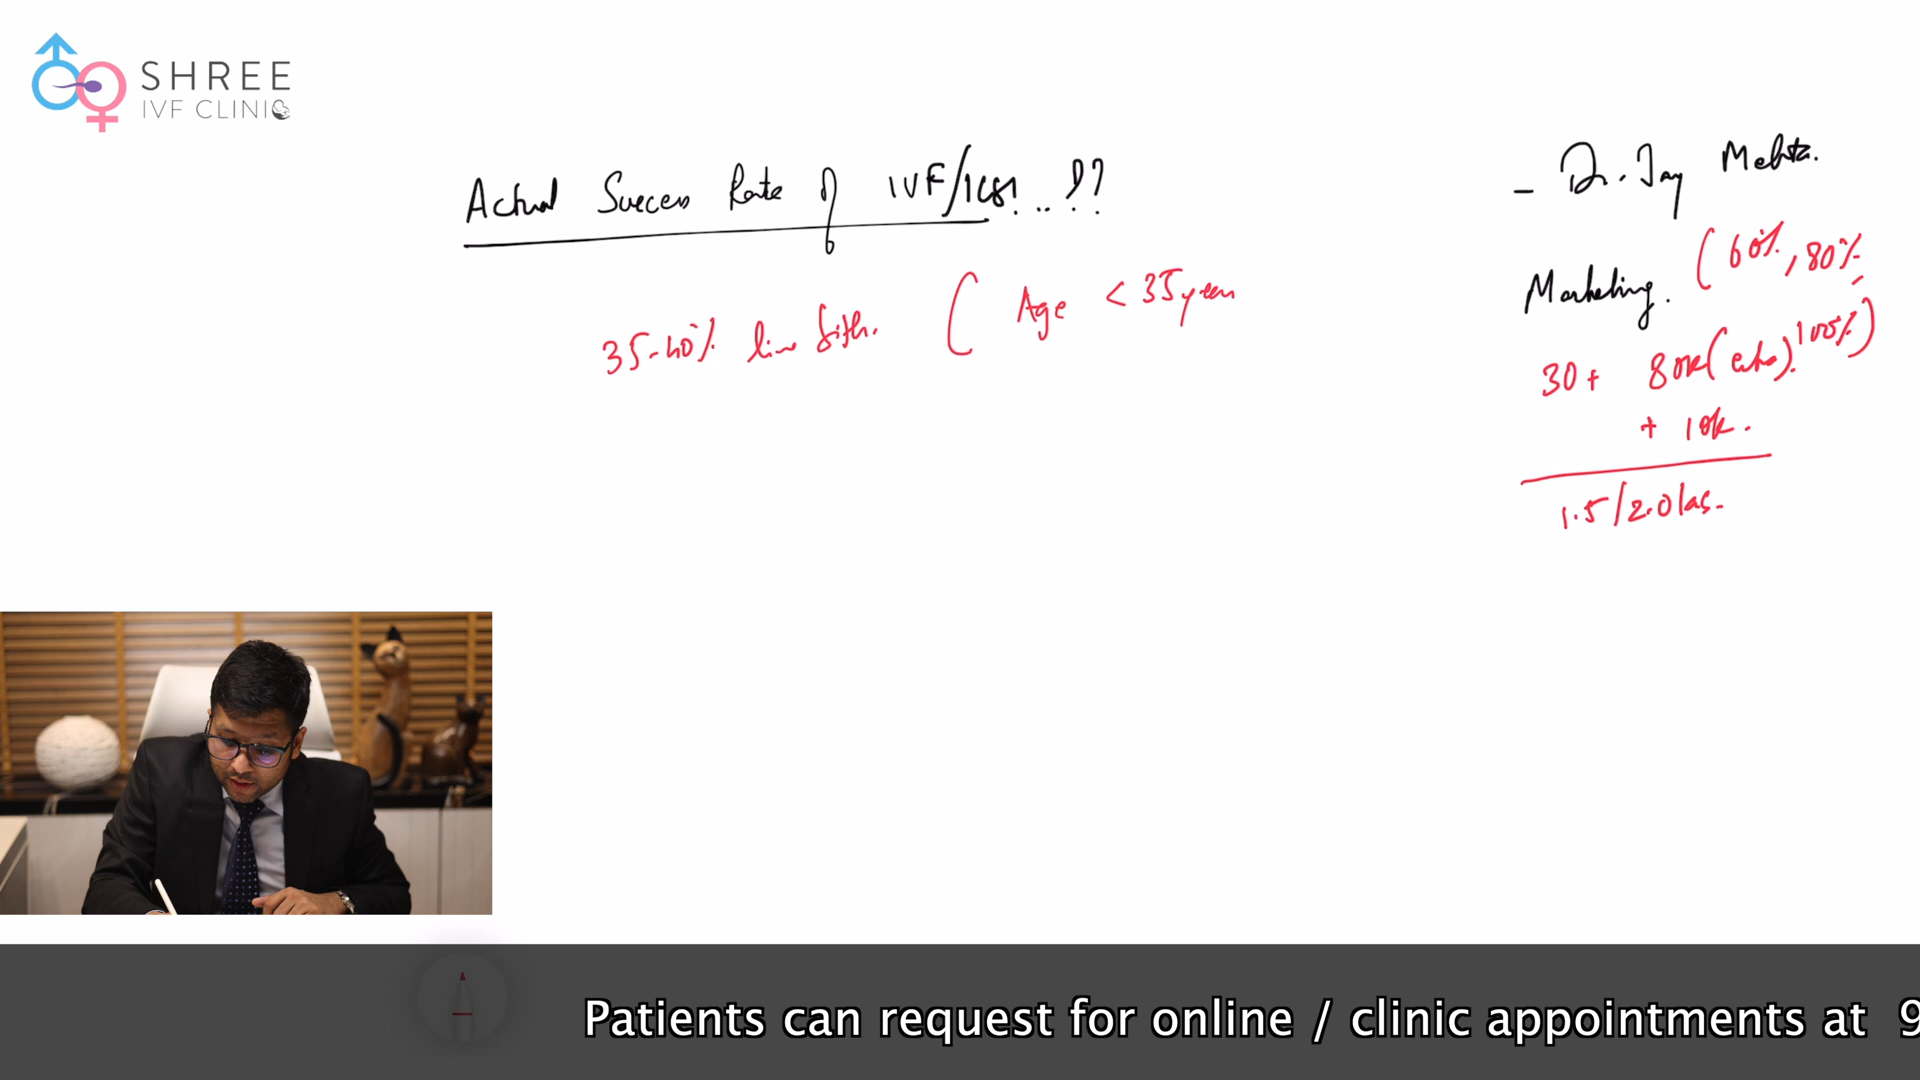 SHREE
IVF CLINIC
Actual Success Rate of IVF/ICSI...??
- Dr. Jay Mehta.
35-40% live birth. ( Age < 35 years
Marketing. (60%, 80%, 100%)
30 + 80k
+ 10k.
1.5/2.0 lacs.
Patients can request for online / clinic appointments at 9